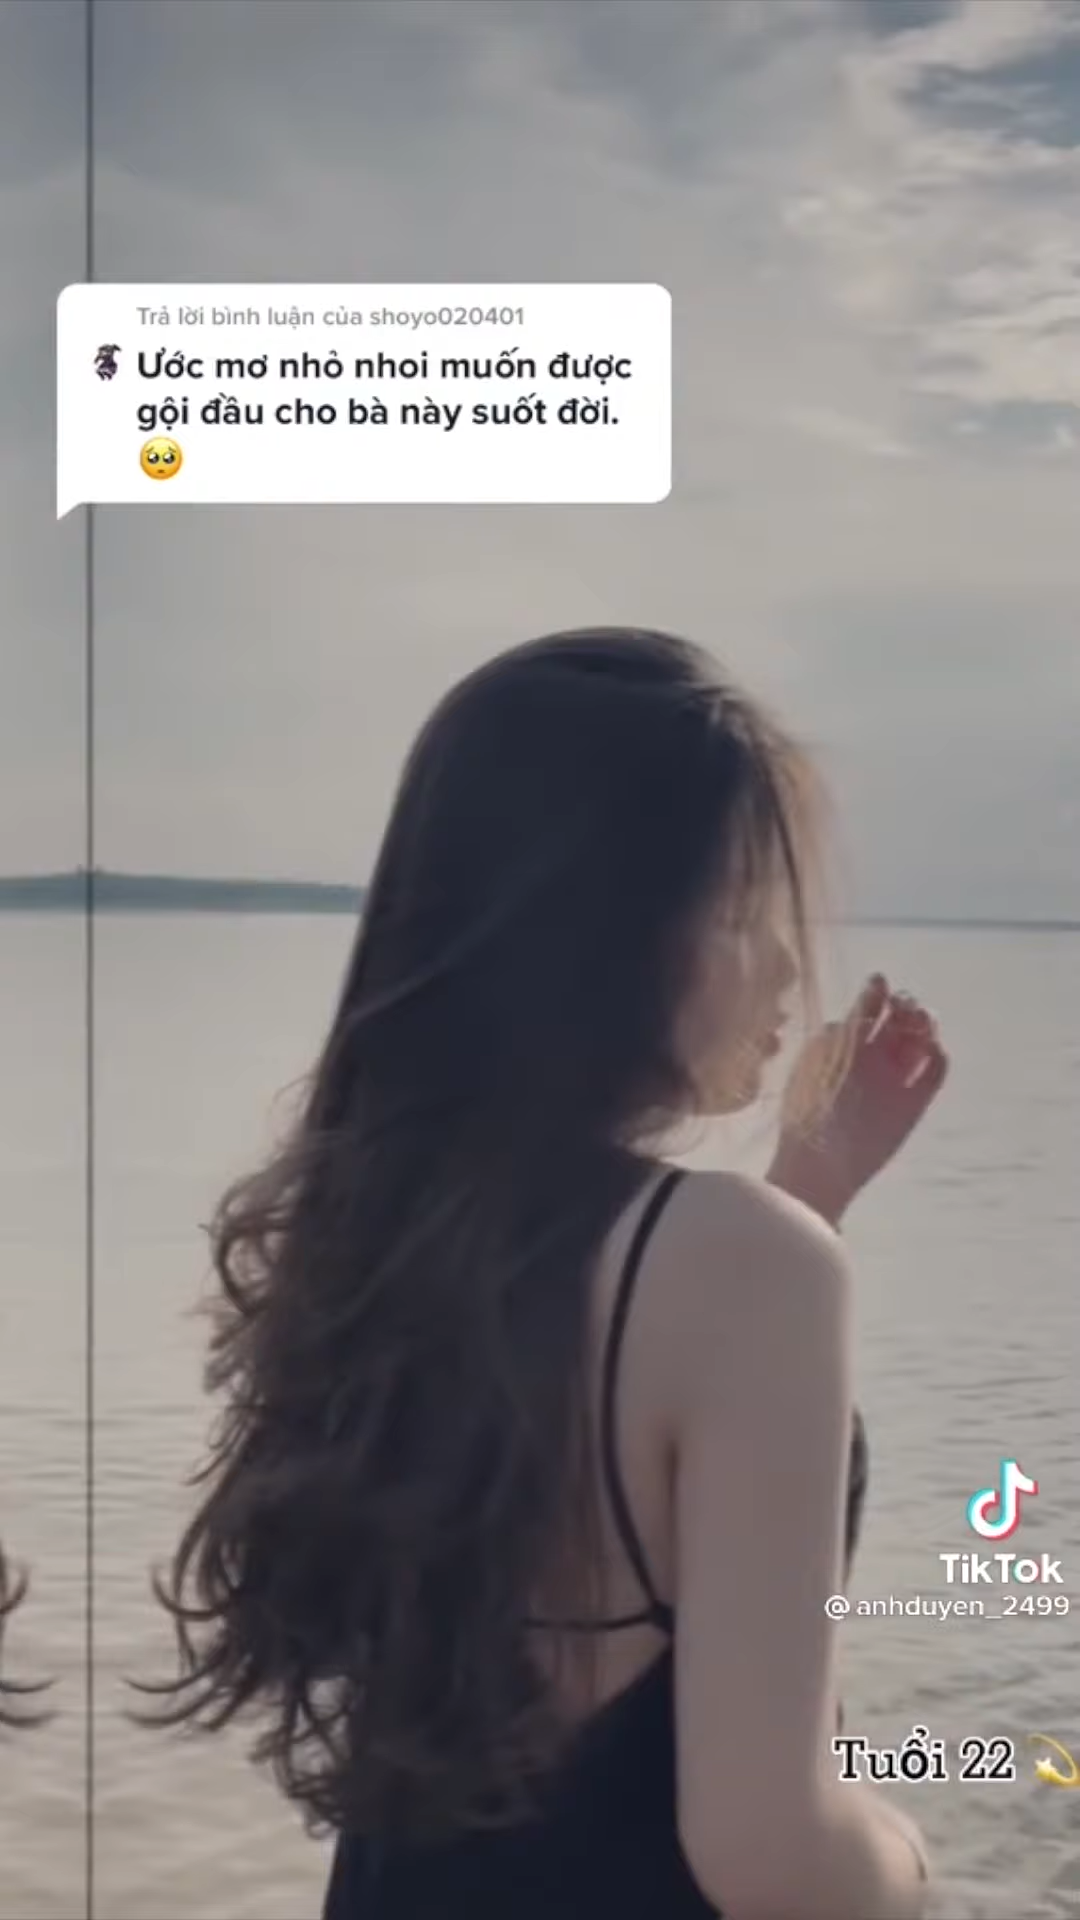 Trả lời bình luận của shoyo020401
Ước mơ nhỏ nhoi muốn được
gội đầu cho bà này suốt đời.
🥺
TikTok
@anhduyen_2499
Tuổi 22 💫